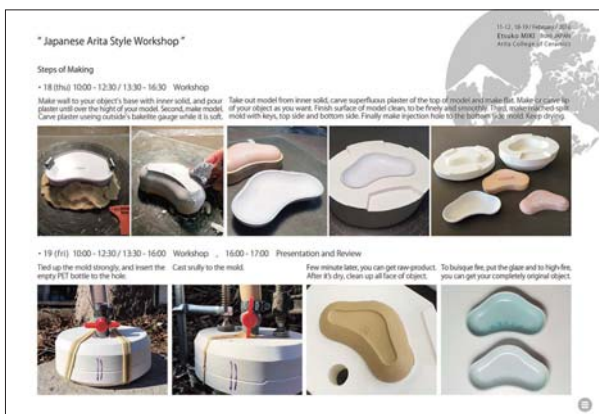 11-12, 18-19 / February / 2016
Etsuko MIKI from JAPAN
Arita College of Ceramics
" Japanese Arita Style Workshop "
Steps of Making
・18 (thu) 10:00 - 12:30 / 13:30 - 16:30 Workshop
Make wall to your object's base with inner solid, and pour
plaster until over the hight of your model. Second, make model.
Carve plaster useing outside's bakelite gauge while it is soft.
Take out model from inner solid, carve superfluous plaster of the top of model and make flat. Make or carve lip
of your object as you want. Finish surface of model clean, to be finely and smoothly. Third, make reached-split
mold with keys, top side and bottom side. Finally make injection hole to the bottom side mold. Keep drying.
・19 (fri) 10:00 - 12:30 / 13:30 - 16:00 Workshop , 16:00 - 17:00 Presentation and Review
Tied up the mold strongly, and insert the
empty PET bottle to the hole.
Cast srully to the mold.
Few minute later, you can get raw-product.
After it's dry, clean up all face of object.
To buisque fire, put the glaze and to high-fire,
you can get your completely original object.